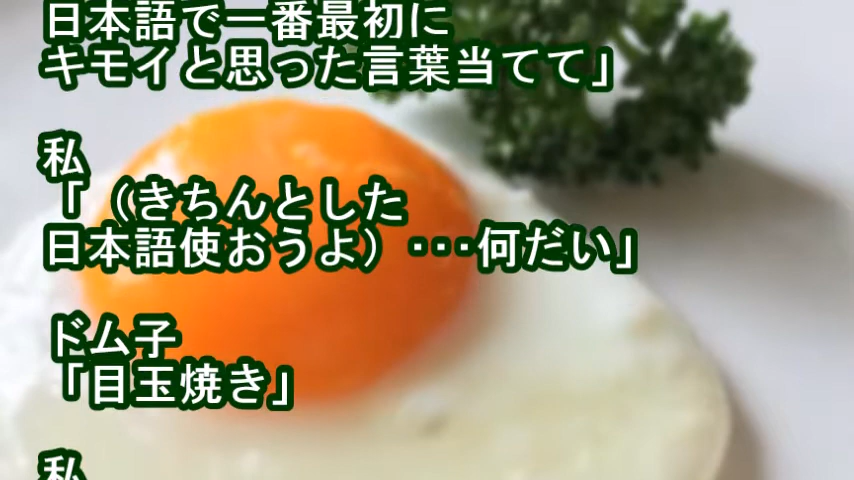 日本語で一番最初に
キモイと思った言葉当てて」
私
「（きちんとした
日本語使おうよ）･･･何だい」
ドム子
「目玉焼き」
私